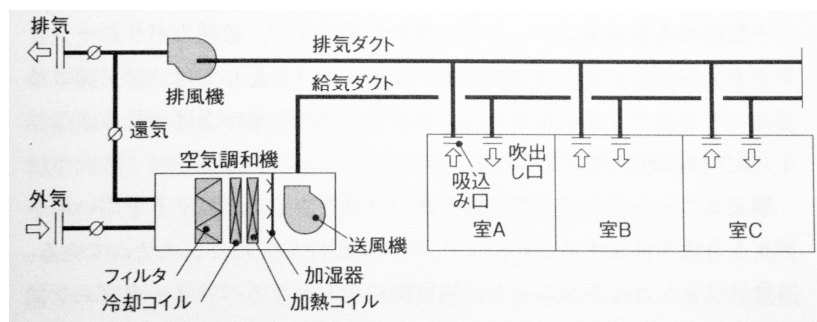 排気
排風機
排気ダクト
給気ダクト
還気
空気調和機
外気
送風機
フィルタ
冷却コイル
加湿器
加熱コイル
吸込
み口
吹出
し口
室A
室B
室C